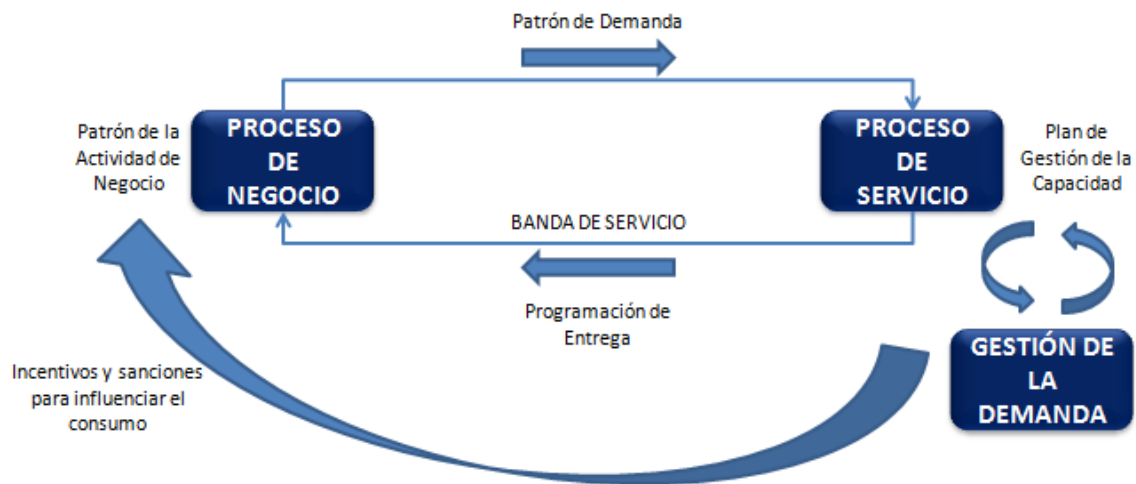 Patrón de Demanda
Patrón de la
Actividad de
Negocio
PROCESO
DE
NEGOCIO
PROCESO
DE
SERVICIO
Plan de
Gestión de la
Capacidad
BANDA DE SERVICIO
Programación de
Entrega
Incentivos y sanciones
para influenciar el
consumo
GESTIÓN DE
LA
DEMANDA